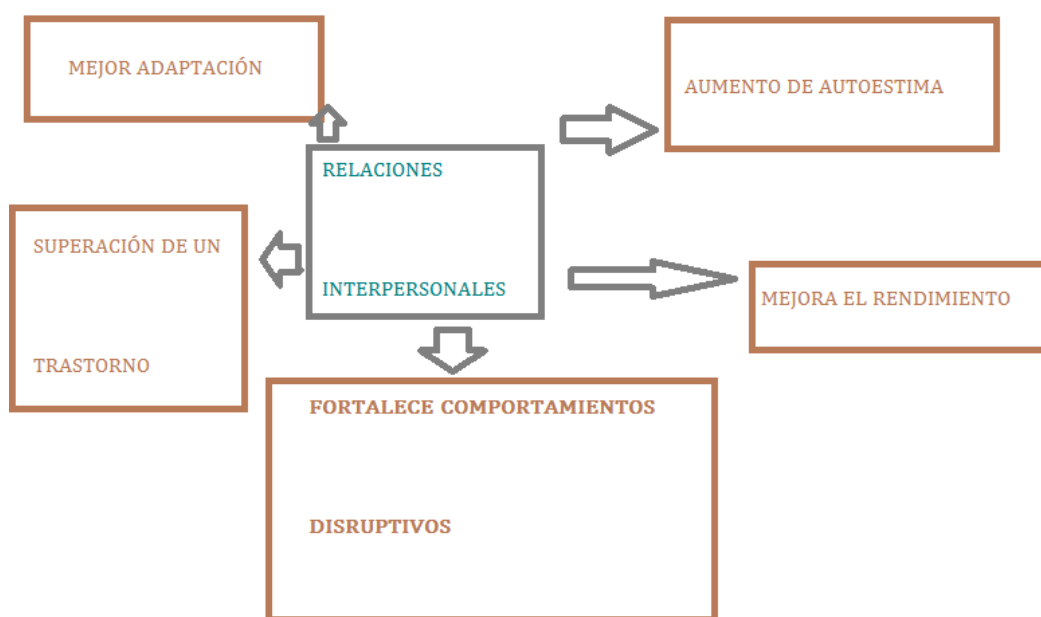 MEJOR ADAPTACIÓN
AUMENTO DE AUTOESTIMA
RELACIONES
INTERPERSONALES
SUPERACIÓN DE UN
TRASTORNO
MEJORA EL RENDIMIENTO
FORTALECE COMPORTAMIENTOS
DISRUPTIVOS